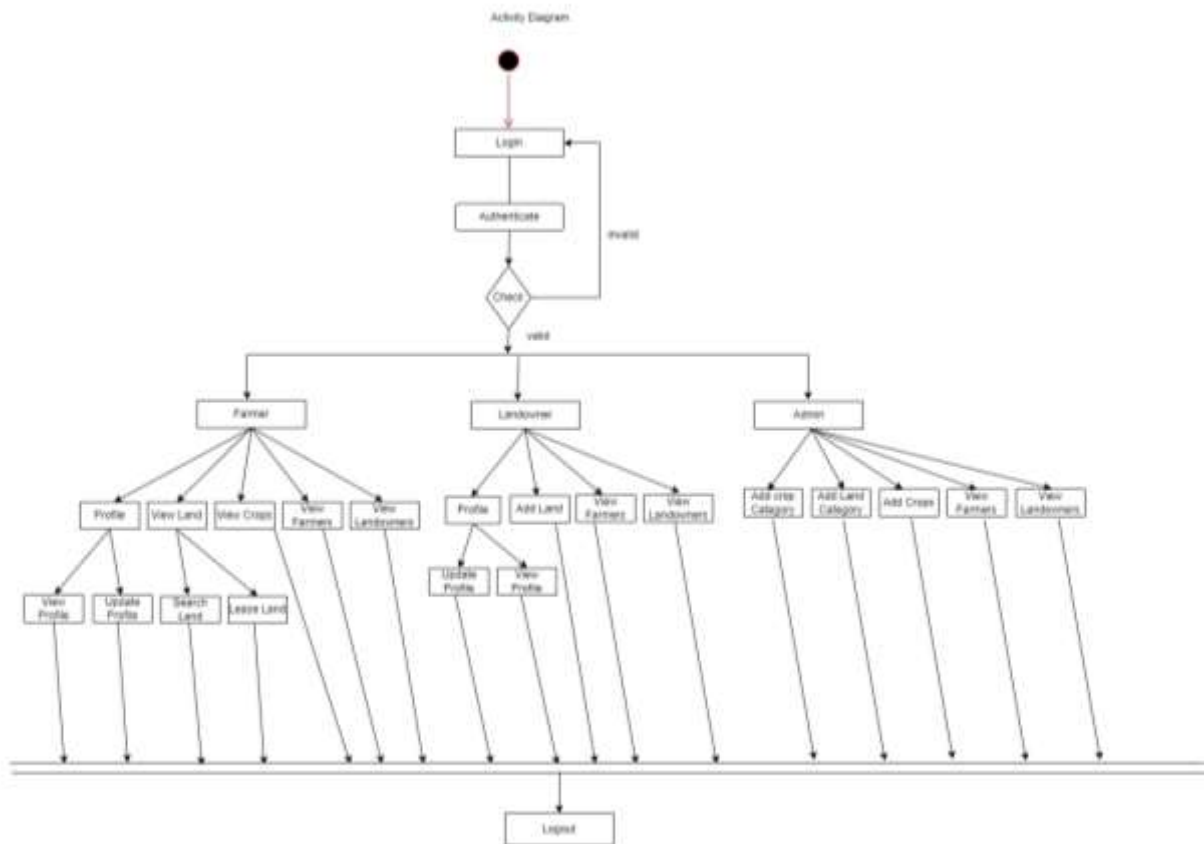 Activity Diagram
Login
Authenticate
invalid
Check
valid
Farmer
Landowner
Admin
Profile
View Land
View Crops
View
Farmers
View
Landowners
Profile
Add Land
View
Farmers
View
Landowners
Add crop
Category
Add Land
Category
Add Crops
View
Farmers
View
Landowners
View
Profile
Update
Profile
Search
Land
Lease Land
Update
Profile
View
Profile
Logout